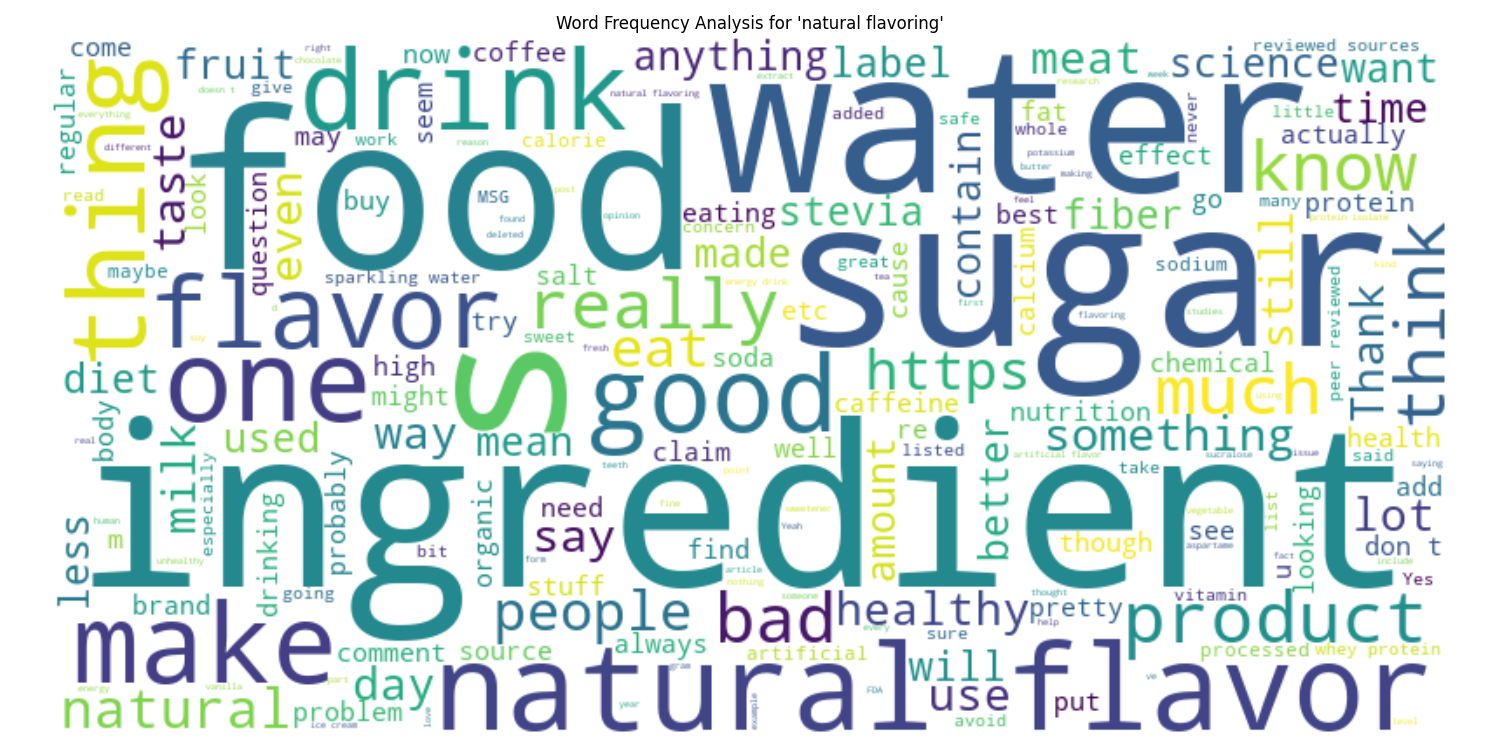 Word Frequency Analysis for 'natural flavoring'
come
right
chocolate
now
coffee
anything
label
meat
reviewed sources
science
want
fruit
drink
extract
research
week
regular
everything
thing
doesn t
give
natural flavoring
water
added
safe
fat
whole
never
little
time
actually
different
taste
may
work
seem
reason
calorie
food
potassium
butter
making
effect
know
read
look
question
even
buy
MSG
found
deleted
post
opinion
eating
concern
stevia
contain
feel
best
fiber
go
many
protein
protein isolate
maybe
sparkling water
salt
made
great
cause
tea
calcium
sodium
still
kind
think
flavor
try
really
energy drink
etc
sugar
first
flavoring
studies
peer reviewed
Thank
soy
a
sweet
fresh
eat
soda
diet
one
high
might
s
good
https
caffeine
chemical
much
using
body
real
milk
used
way
mean
claim
well
re
listed
nutrition
something
health
said
saying
especially
probably
teeth
point
amount
better
artificial flavor
sucralose
issue
take
less
human
m
unhealthy
ingredient
drinking
bit
organic
need
say
fine
find
sweetener
Yeah
though
vegetable
see
aspartame
list
looking
lot
add
don t
fact
u
include
Yes
form
article
nothing
stuff
brand
going
someone
thought
vitamin
make
people
bad
healthy
pretty
help
product
comment
source
always
every
sure
artificial
processed
whey protein
energy
vanilla
part
day
gram
natural flavor
will
FDA
use
put
ve
natural
problem
ice cream
love
year
example
avoid
level